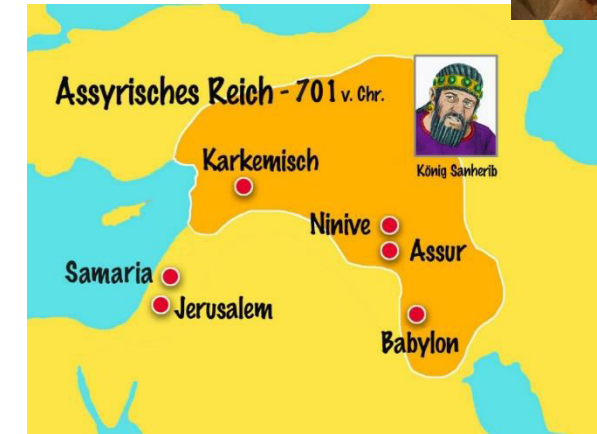 Assyrisches Reich - 701 v. Chr.
König Sanherib
Karkemisch
Ninive
Assur
Samaria
Jerusalem
Babylon